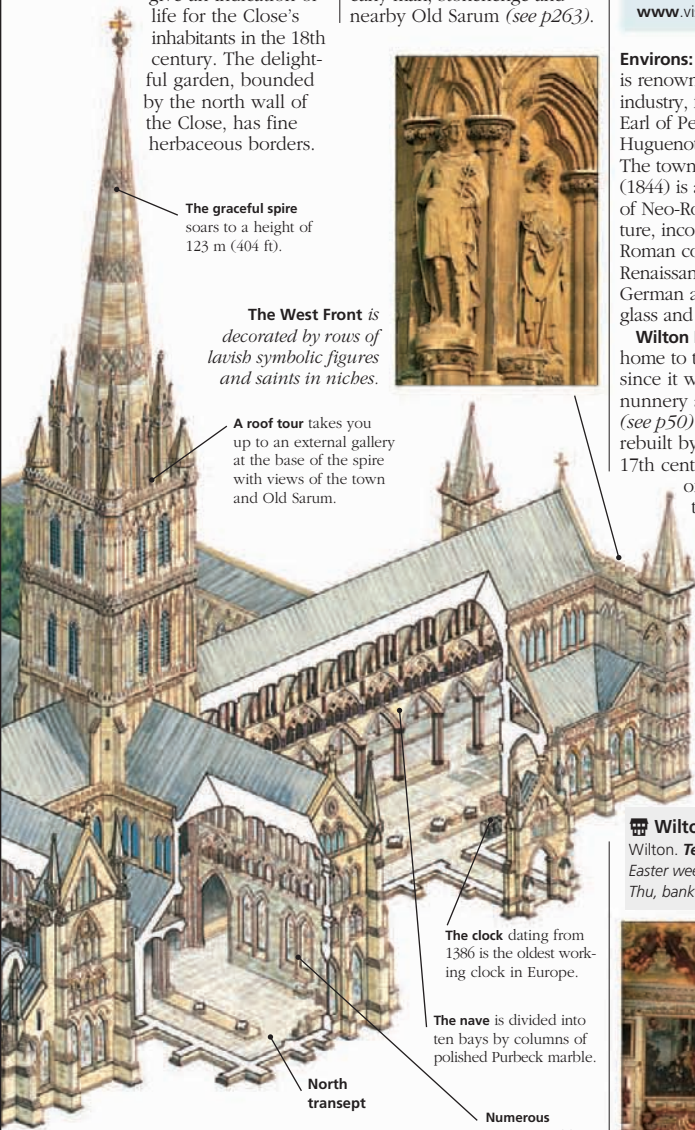 life for the Close's
inhabitants in the 18th
century. The delight-
ful garden, bounded
by the north wall of
the Close, has fine
herbaceous borders.
nearby Old Sarum (see p263).
The graceful spire
soars to a height of
123 m (404 ft).
The West Front is
decorated by rows of
lavish symbolic figures
and saints in niches.
A roof tour takes you
up to an external gallery
at the base of the spire
with views of the town
and Old Sarum.
The clock dating from
1386 is the oldest work-
ing clock in Europe.
The nave is divided into
ten bays by columns of
polished Purbeck marble.
North
transept
Numerous
www.vi
Environs:
is renown
industry,
Earl of Pe
Huguenou
The town
(1844) is
of Neo-Ro
ture, inco
Roman co
Renaissan
German a
glass and
Wilton
home to t
since it w
nunnery
(see p50)
rebuilt by
17th cent
o
t
Wilto
Wilton. Te
Easter wee
Thu, bank